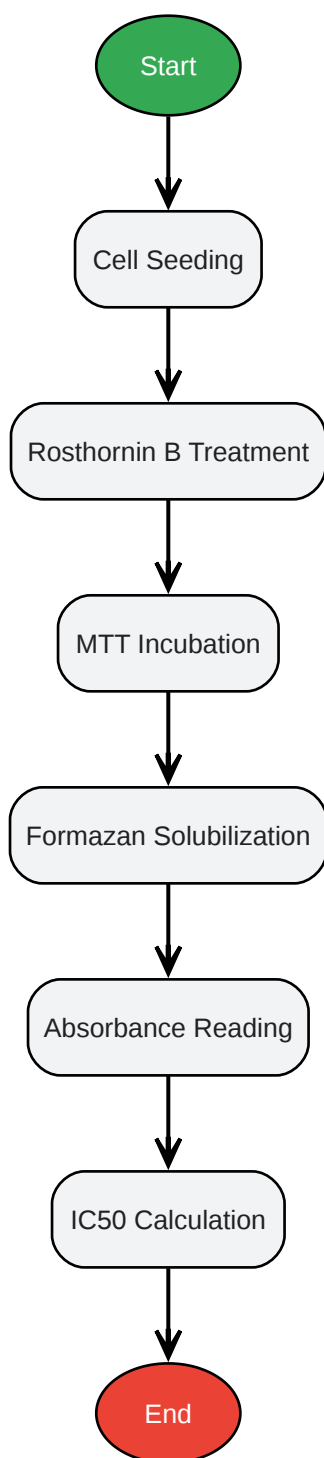 Start
Cell Seeding
Rosthornin B Treatment
MTT Incubation
Formazan Solubilization
Absorbance Reading
IC50 Calculation
End